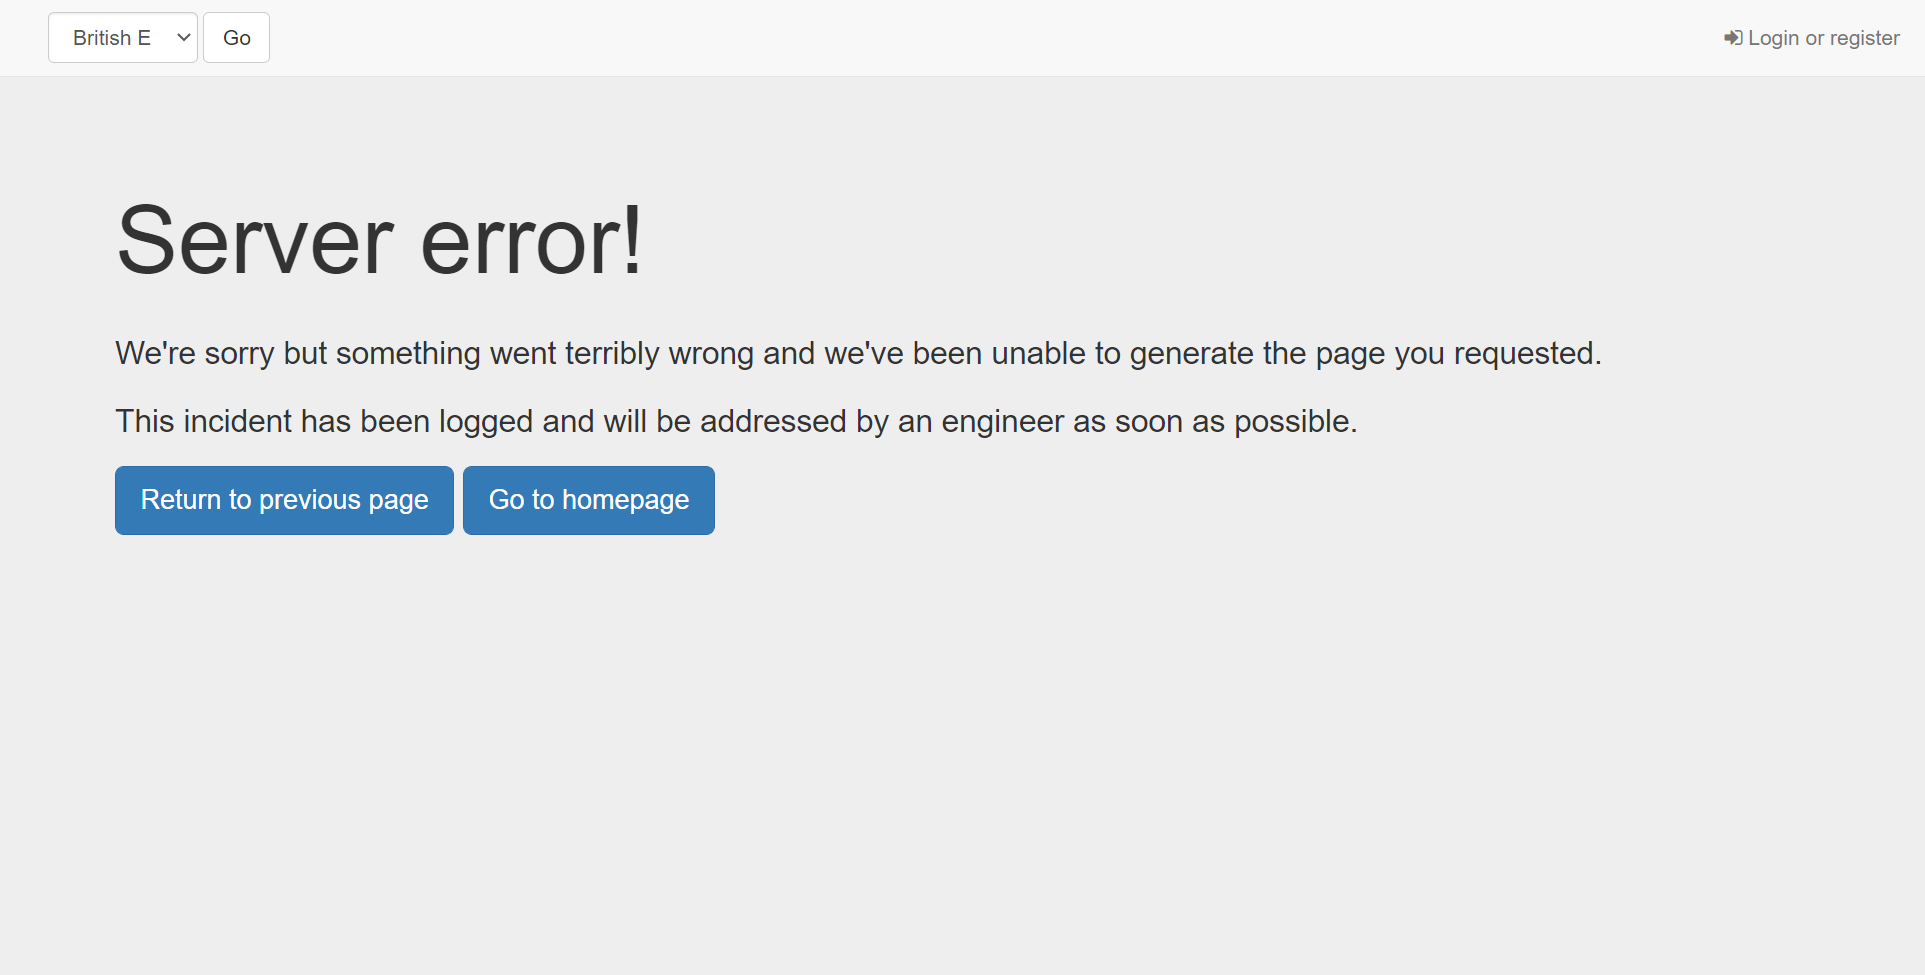 British E
Go
Login or register
Server error!
We're sorry but something went terribly wrong and we've been unable to generate the page you requested.
This incident has been logged and will be addressed by an engineer as soon as possible.
Return to previous page
Go to homepage